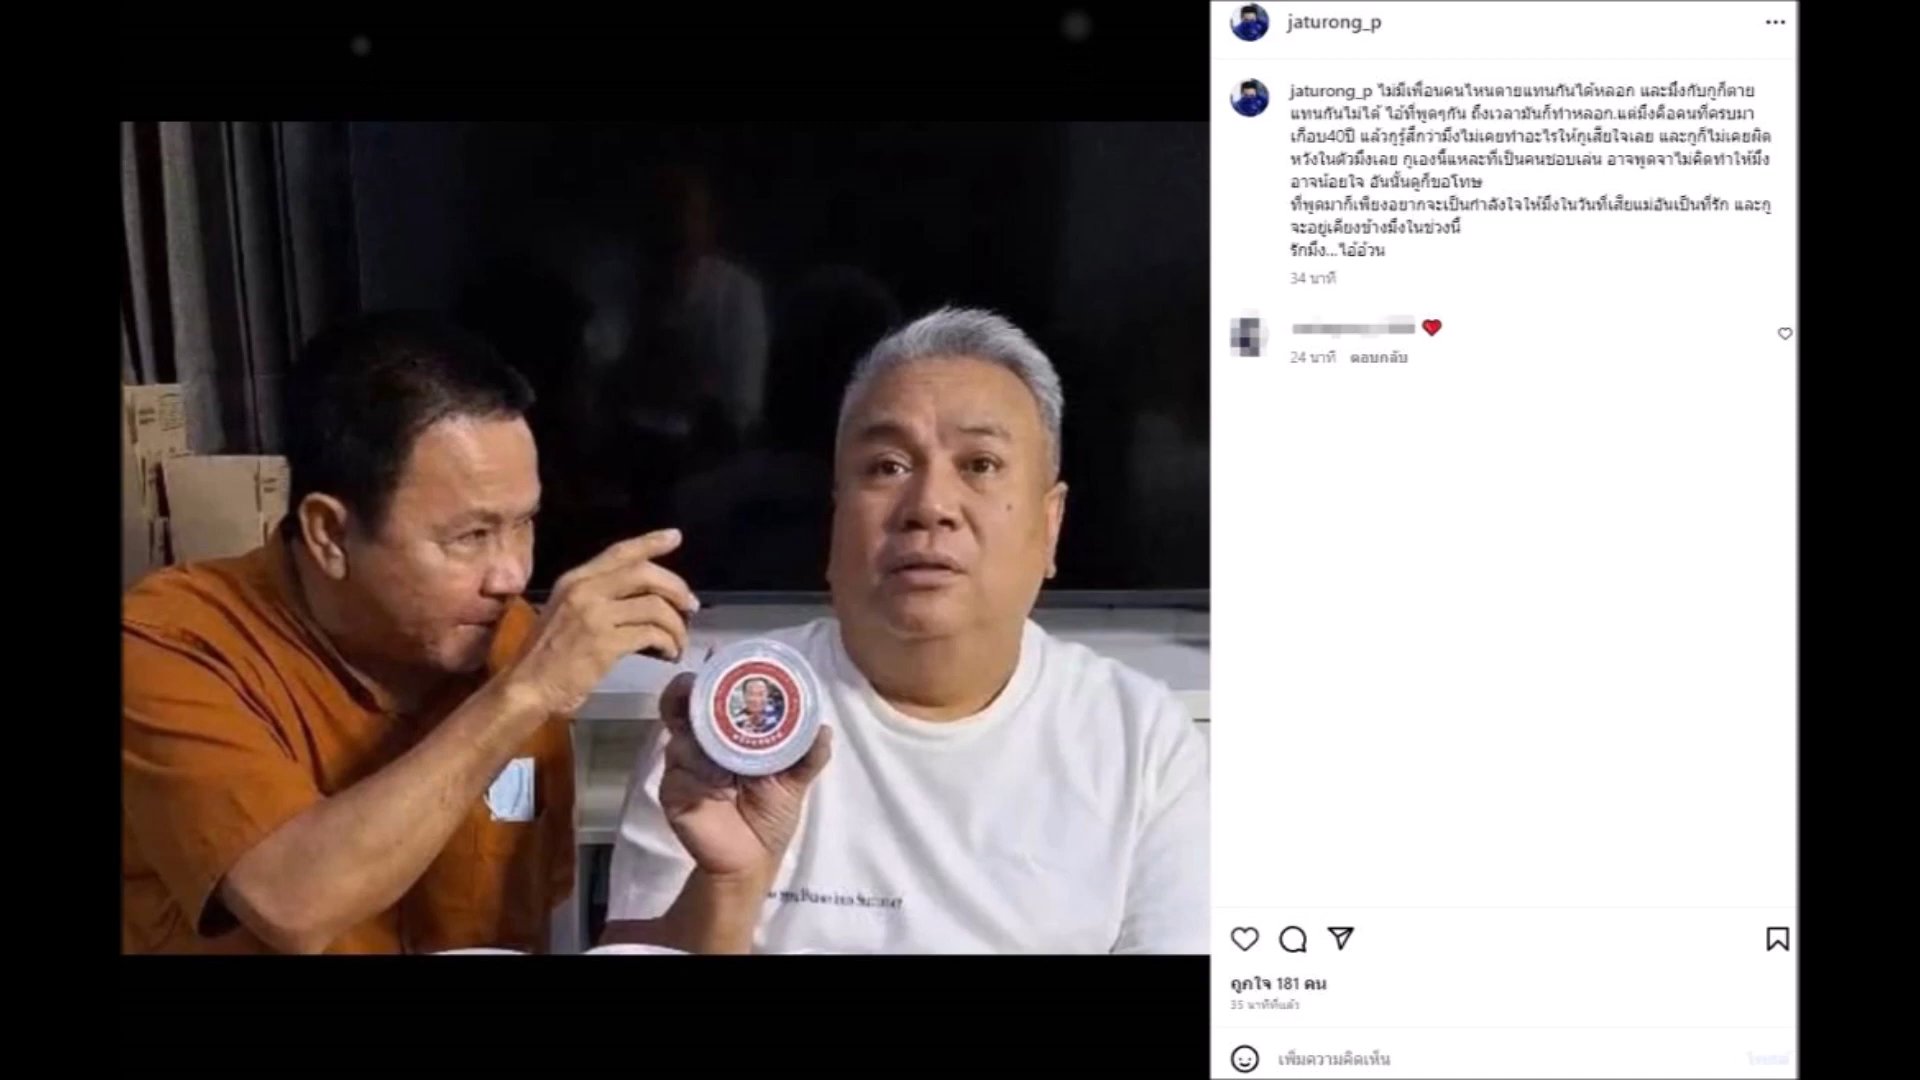 jaturong_p
jaturong_p ไม่มีเพื่อนคนไหนตายแทนกันได้หลอก และมึงกับกูก็ตาย
แทนกันไม่ได้ ไอ้ที่พูดๆกัน ถึงเวลามันก็ทำหลอก.แต่มึงคือคนที่ครบมา
เกือบ40ปี แล้วกูรู้สึกว่ามึงไม่เคยทำอะไรให้กูเสียใจเลย และกูก็ไม่เคยผิด
หวังในตัวมึงเลย กูเองนี้แหละที่เป็นคนชอบเล่น อาจพูดจาไม่คิดทำให้มึง
อาจน้อยใจ อันนั้นดูก็ขอโทษ
ที่พูดมาก็เพียงอยากจะเป็นกำลังใจให้มึงในวันที่เสียแม่อันเป็นที่รัก และกู
จะอยู่เคียงข้างมึงในช่วงนี้
รักมึง...ไอ้อ้วน
34 นาที
24 นาที ตอบกลับ
ถูกใจ 181 คน
35 นาทีที่แล้ว
เพิ่มความคิดเห็น
โพสต์